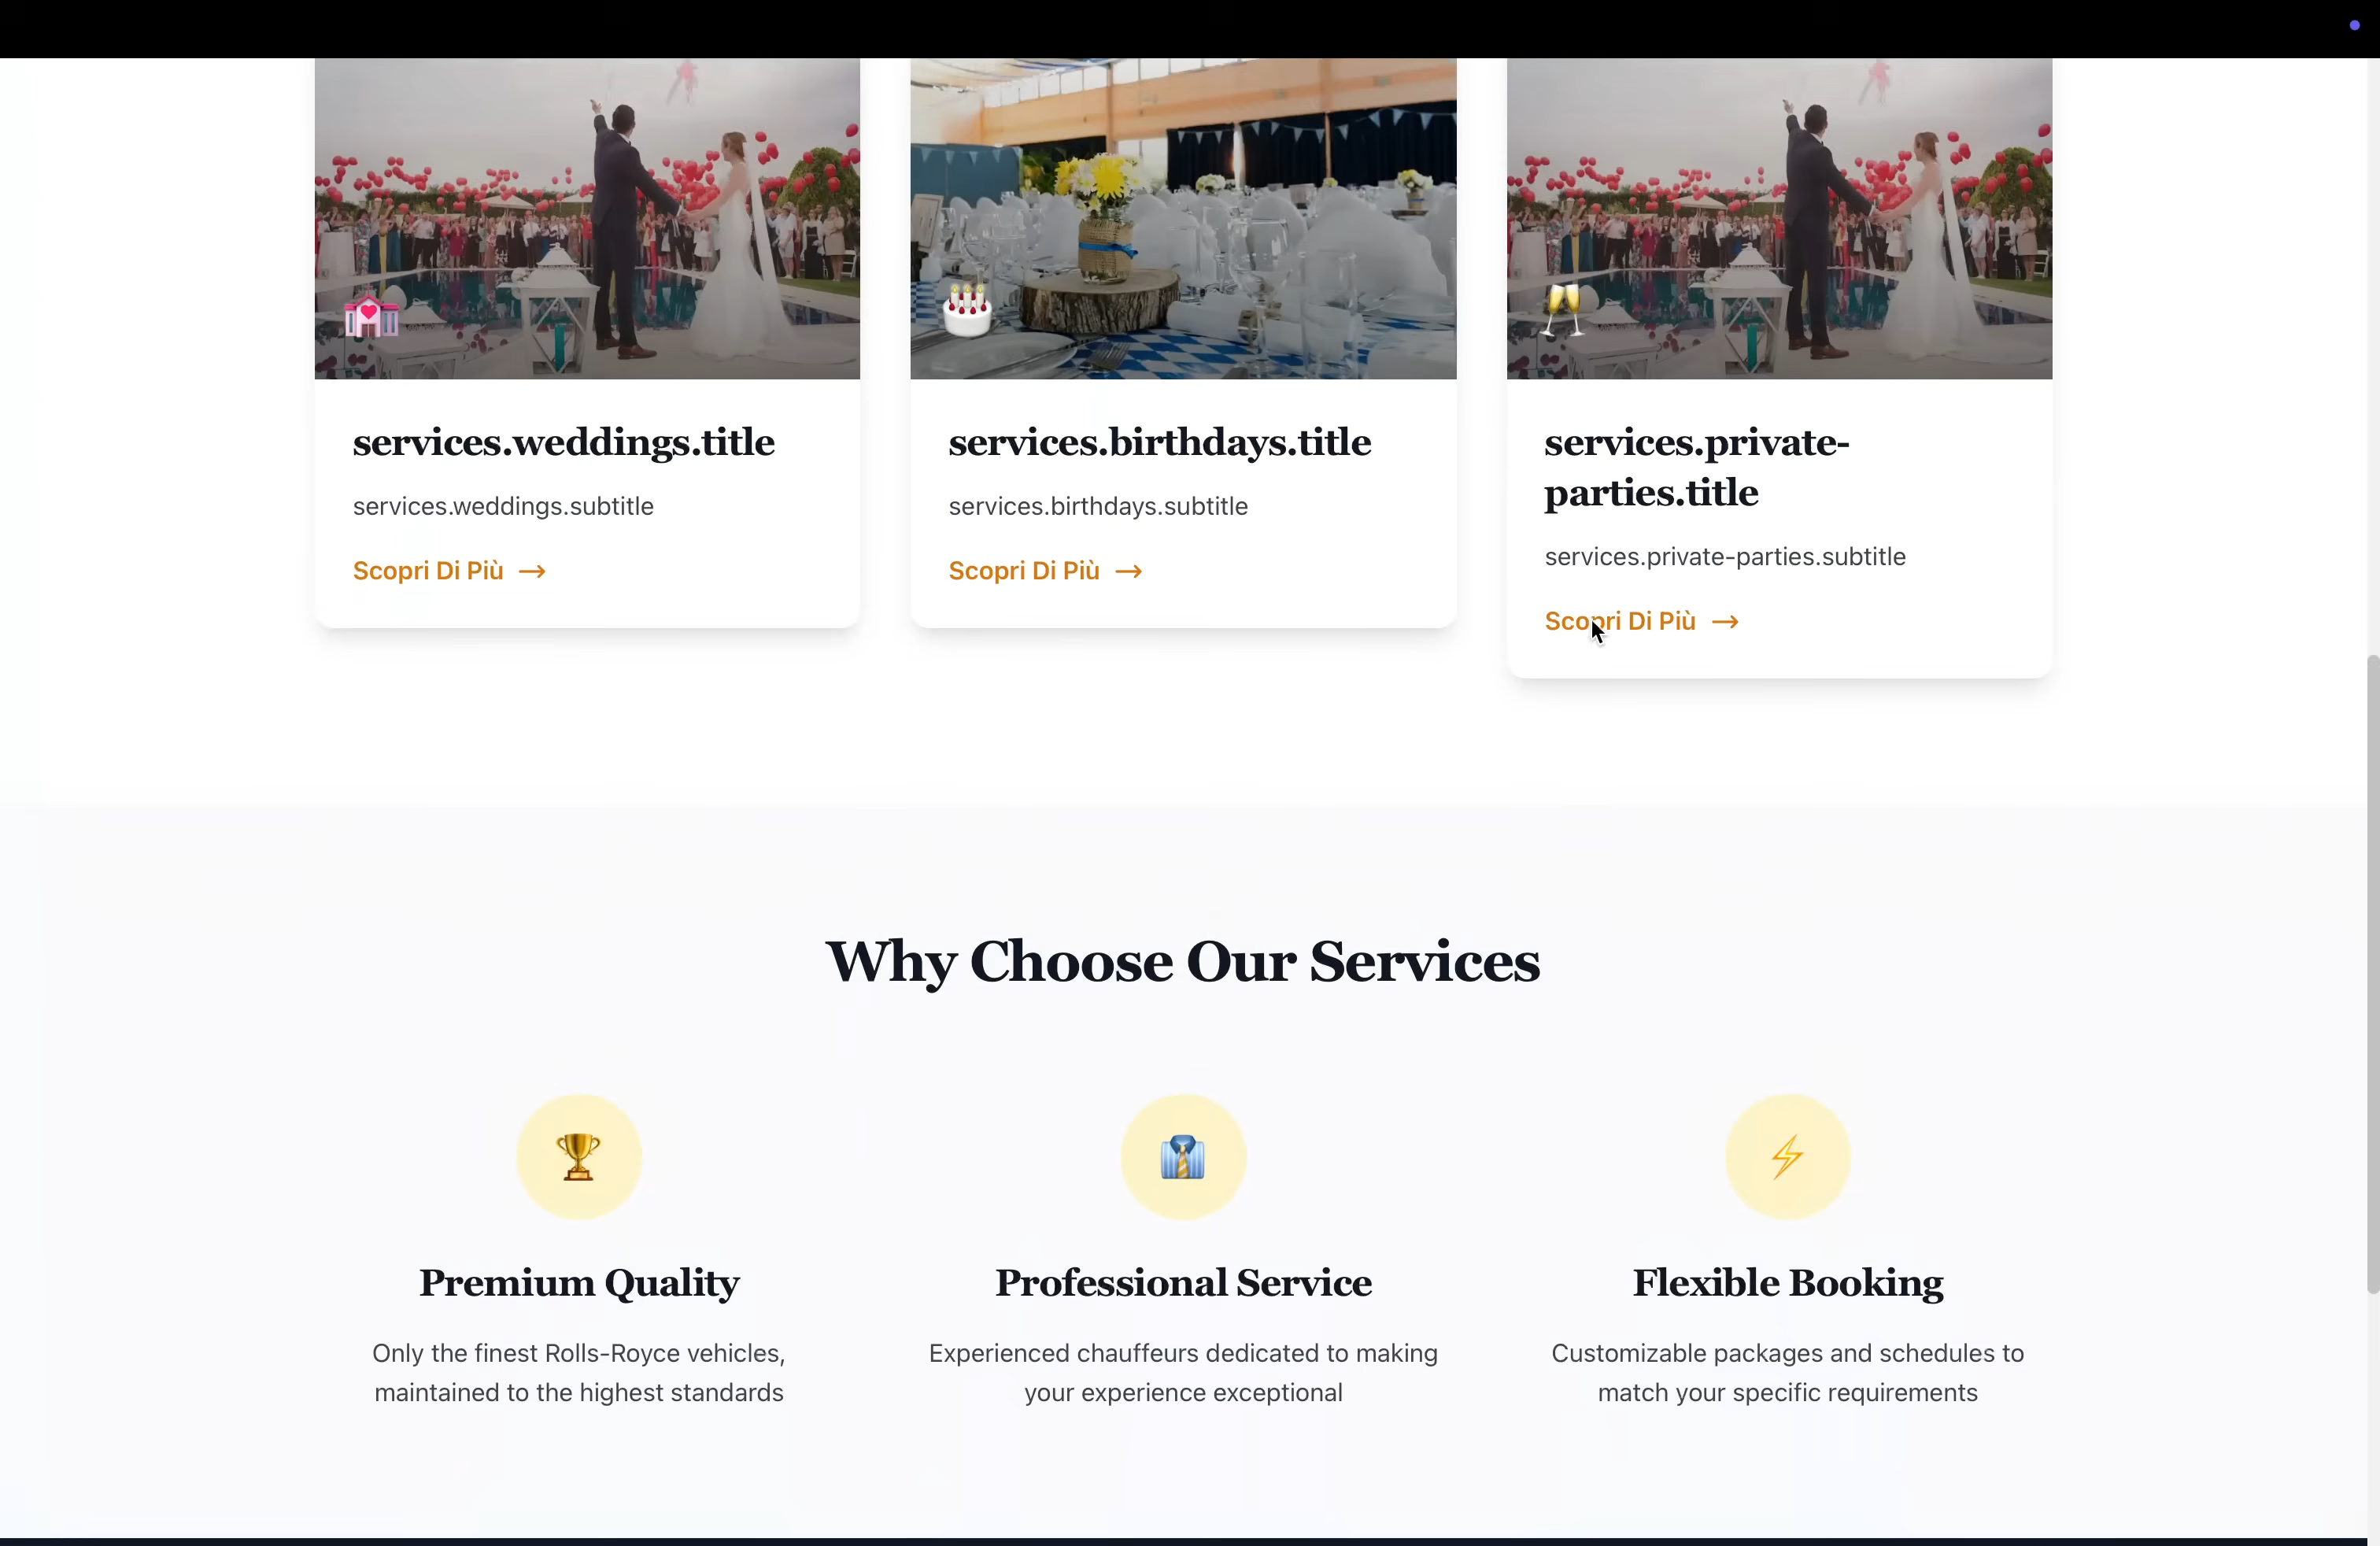 services.weddings.title
services.weddings.subtitle
Scopri Di Più →
services.birthdays.title
services.birthdays.subtitle
Scopri Di Più →
services.private-
parties.title
services.private-parties.subtitle
Scopri Di Più →
Why Choose Our Services
Premium Quality
Only the finest Rolls-Royce vehicles,
maintained to the highest standards
Professional Service
Experienced chauffeurs dedicated to making
your experience exceptional
Flexible Booking
Customizable packages and schedules to
match your specific requirements